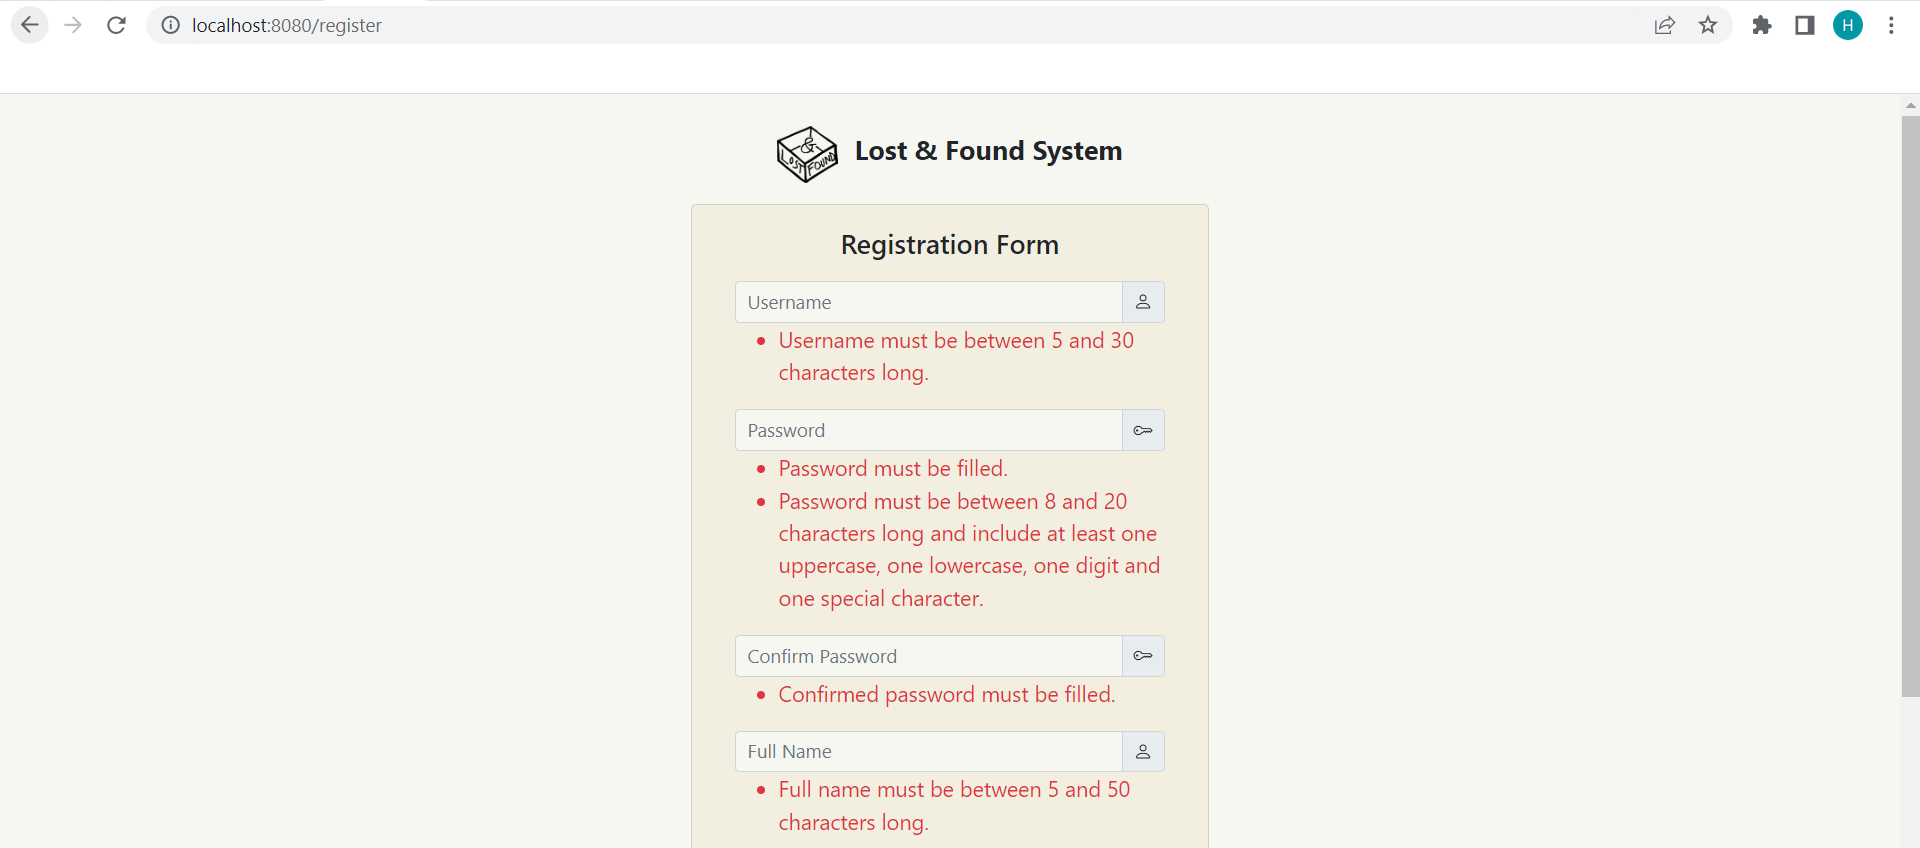 localhost:8080/register
H
& LOST FOUND
Lost & Found System
Registration Form
Username
Username must be between 5 and 30
characters long.
Password
Password must be filled.
Password must be between 8 and 20
characters long and include at least one
uppercase, one lowercase, one digit and
one special character.
Confirm Password
Confirmed password must be filled.
Full Name
Full name must be between 5 and 50
characters long.